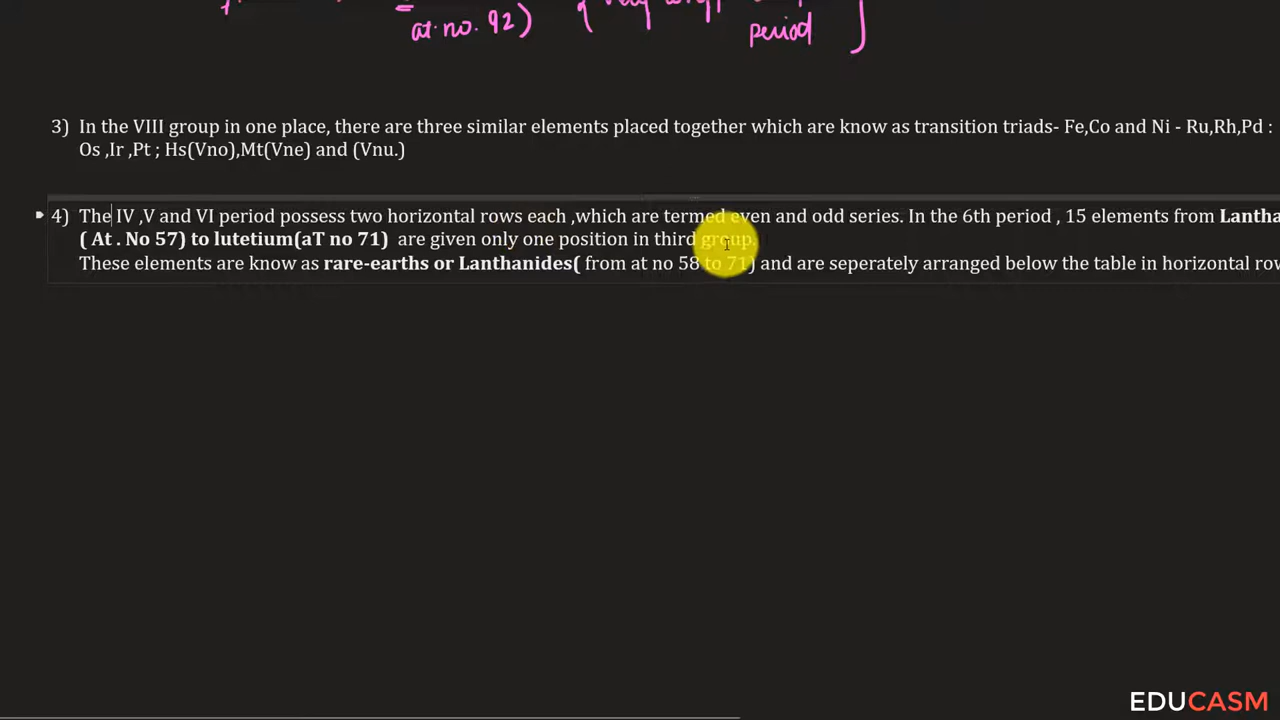 at. no. 92)
period
3) In the VIII group in one place, there are three similar elements placed together which are know as transition triads- Fe,Co and Ni - Ru,Rh,Pd :
Os ,Ir ,Pt ; Hs(Vno),Mt(Vne) and (Vnu.)
4) The IV ,V and VI period possess two horizontal rows each ,which are termed even and odd series. In the 6th period , 15 elements from Lantha
( At . No 57) to lutetium(aT no 71) are given only one position in third group.
These elements are know as rare-earths or Lanthanides( from at no 58 to 71) and are seperately arranged below the table in horizontal row
EDUCASM